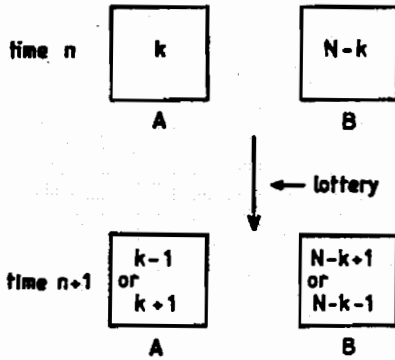 time n
k
N-k
A
B
lottery
time n+1
k-1
or
k+1
N-k+1
or
N-k-1
A
B